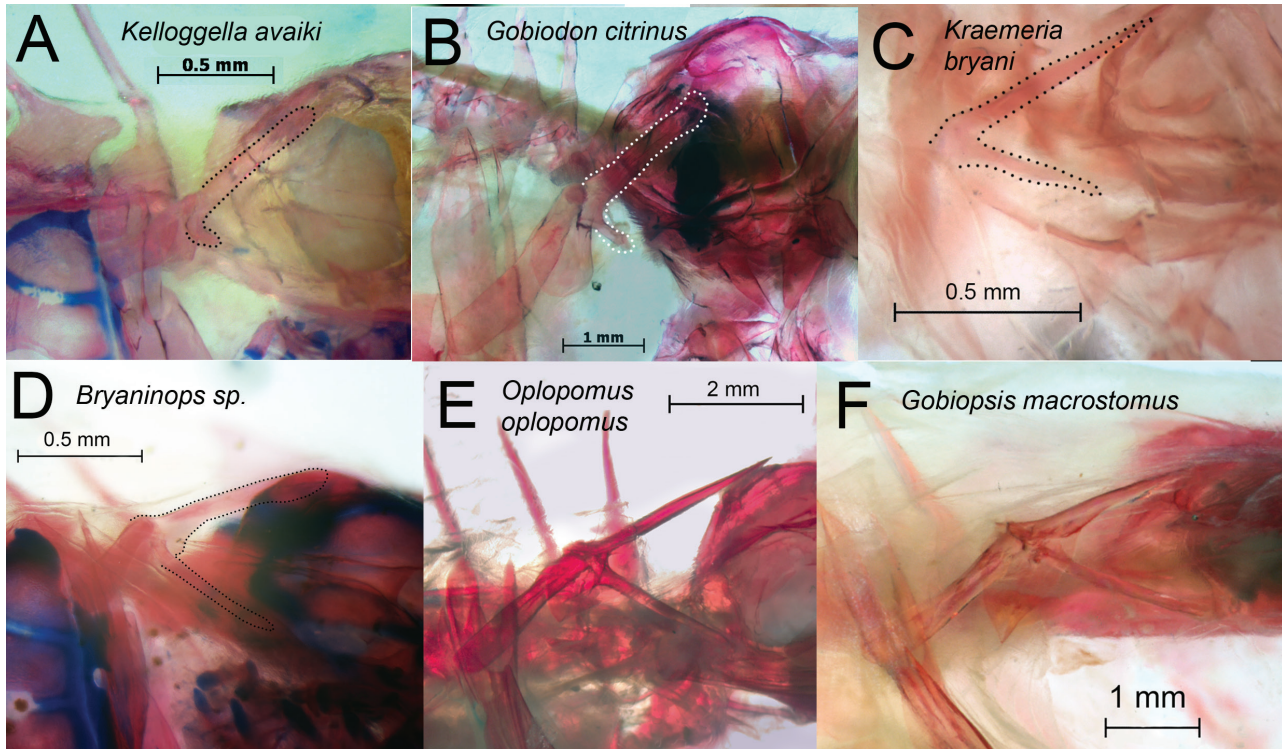 A
Kelloggella avaiki
0.5 mm
B
Gobiodon citrinus
1 mm
C
Kraemeria
bryani
0.5 mm
D
Bryaninops sp.
0.5 mm
E
Oplopomus
oplopomus
2 mm
F
Gobiopsis macrostomus
1 mm